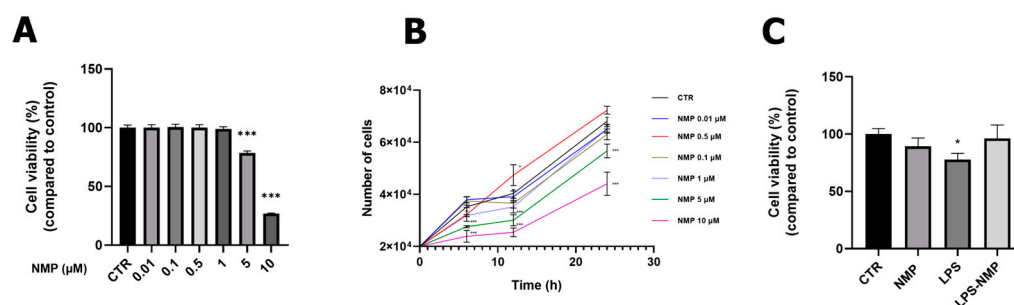 A
Cell viability (%)
(compared to control)
150
100
50
0
***
***
NMP (µM)
CTR
0.01
0.1
0.5
1
5
10
B
Number of cells
8×10⁴
6×10⁴
4×10⁴
2×10⁴
0
10
20
30
Time (h)
*
***
***
***
***
***
***
CTR
NMP 0.01 µM
NMP 0.5 µM
NMP 0.1 µM
NMP 1 µM
NMP 5 µM
NMP 10 µM
C
Cell viability (%)
(compared to control)
150
100
50
0
*
CTR
NMP
LPS
LPS-NMP